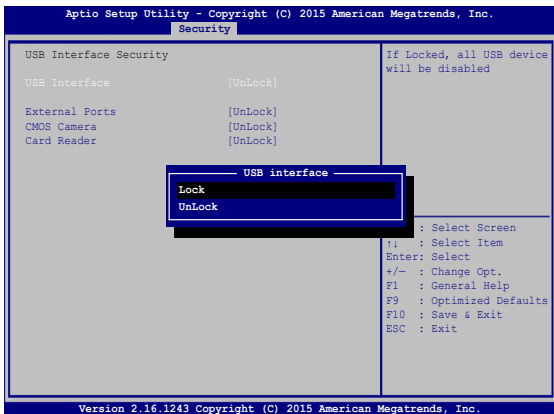 Aptio Setup Utility - Copyright (C) 2015 American Megatrends, Inc.
Security
USB Interface Security
USB Interface [UnLock]
External Ports [UnLock]
CMOS Camera [UnLock]
Card Reader [UnLock]
USB interface
Lock
UnLock
If Locked, all USB device
will be disabled
: Select Screen
↑↓ : Select Item
Enter: Select
+/— : Change Opt.
F1 : General Help
F9 : Optimized Defaults
F10 : Save & Exit
ESC : Exit
Version 2.16.1243 Copyright (C) 2015 American Megatrends, Inc.